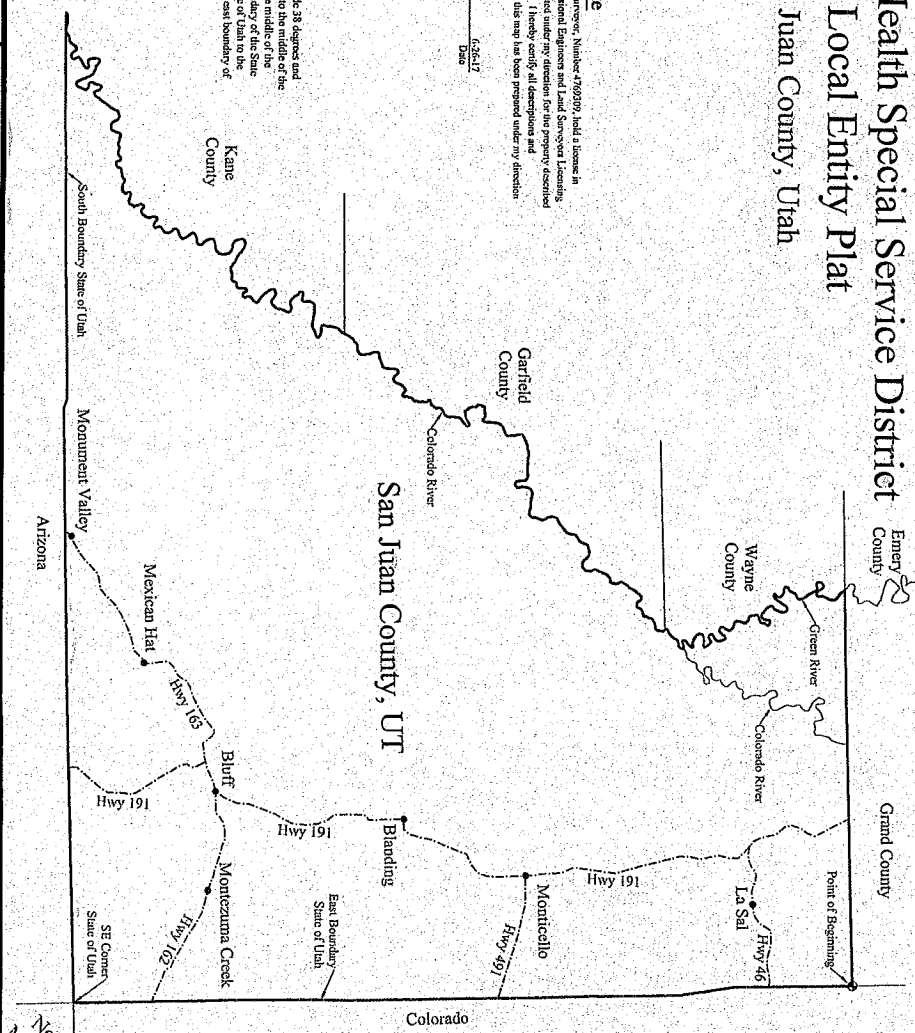 Health Special Service District
Local Entity Plat
Juan County, Utah
surveyor, Number 4769309, hold a license in
sional Engineers and Land Surveyors Licensing
ted under my direction for the property described
I hereby certify all descriptions and
this map has been prepared under my direction
6-26-17
Date
de 38 degrees and
to the middle of the
e middle of the
dary of the State
e of Utah to the
east boundary of
Emery
County
Grand County
Point of Beginning
Wayne
County
Green River
Colorado River
La Sal
Hwy 46
Garfield
County
Colorado River
Hwy 191
Monticello
Hwy 491
San Juan County, UT
Blanding
Hwy 191
East Boundary
State of Utah
Kane
County
Bluff
Hwy 163
Montezuma Creek
Hwy 162
Mexican Hat
Hwy 191
South Boundary State of Utah
Monument Valley
SE Corner
State of Utah
Arizona
Colorado